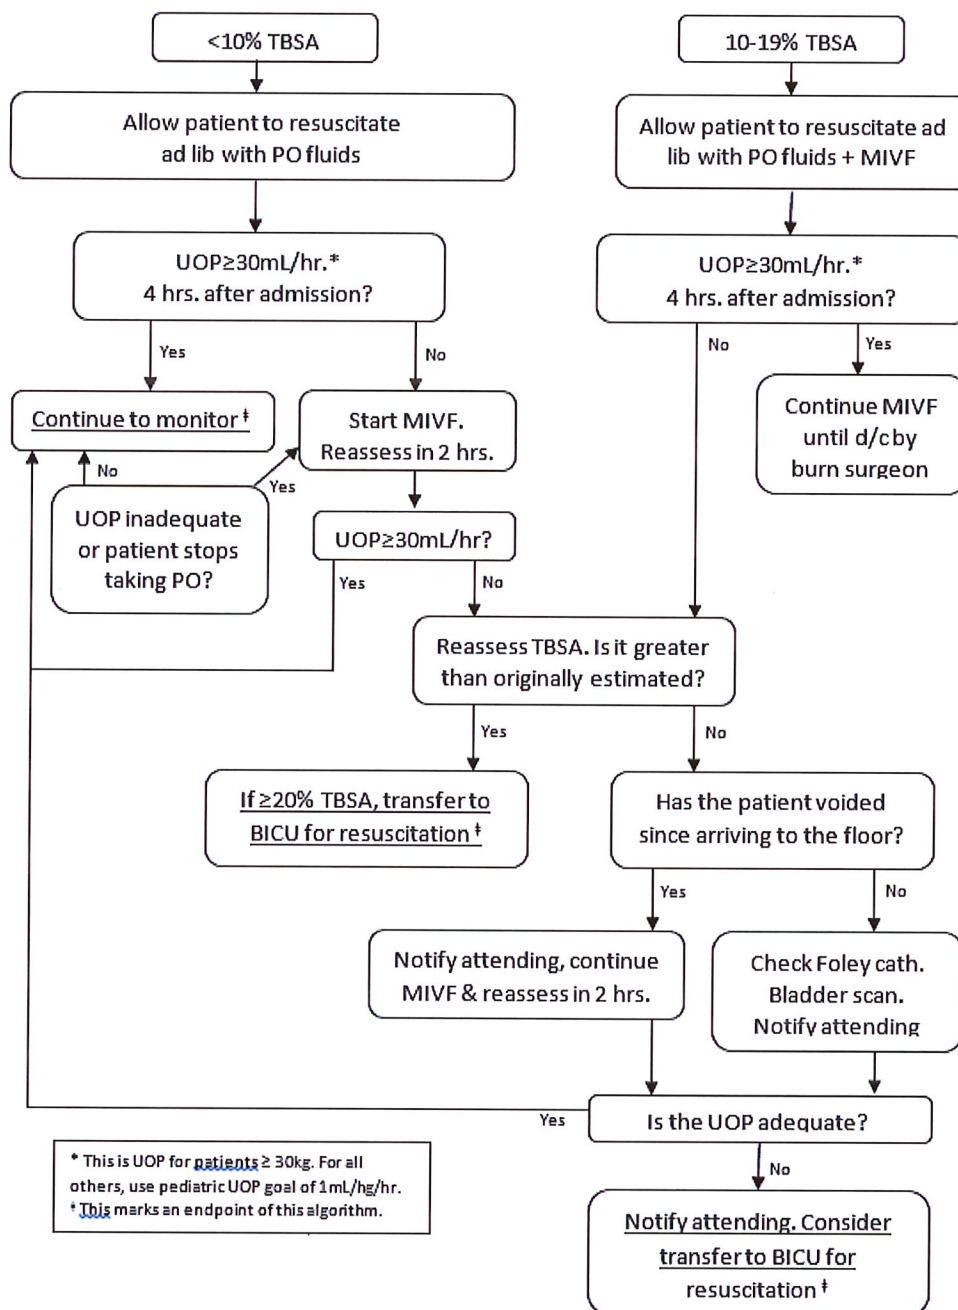 <10% TBSA
10-19% TBSA
Allow patient to resuscitate
ad lib with PO fluids
Allow patient to resuscitate ad
lib with PO fluids + MIVF
UOP≥30mL/hr.*
4 hrs. after admission?
UOP≥30mL/hr.*
4 hrs. after admission?
Yes
No
No
Yes
Continue to monitor ‡
Start MIVF.
Reassess in 2 hrs.
Continue MIVF
until d/c by
burn surgeon
No
Yes
UOP inadequate
or patient stops
taking PO?
UOP≥30mL/hr?
Yes
No
Reassess TBSA. Is it greater
than originally estimated?
Yes
No
If ≥20% TBSA, transfer to
BICU for resuscitation ‡
Has the patient voided
since arriving to the floor?
Yes
No
Notify attending, continue
MIVF & reassess in 2 hrs.
Check Foley cath.
Bladder scan.
Notify attending
Yes
Is the UOP adequate?
No
* This is UOP for patients ≥ 30kg. For all
others, use pediatric UOP goal of 1mL/hg/hr.
‡ This marks an endpoint of this algorithm.
Notify attending. Consider
transfer to BICU for
resuscitation ‡